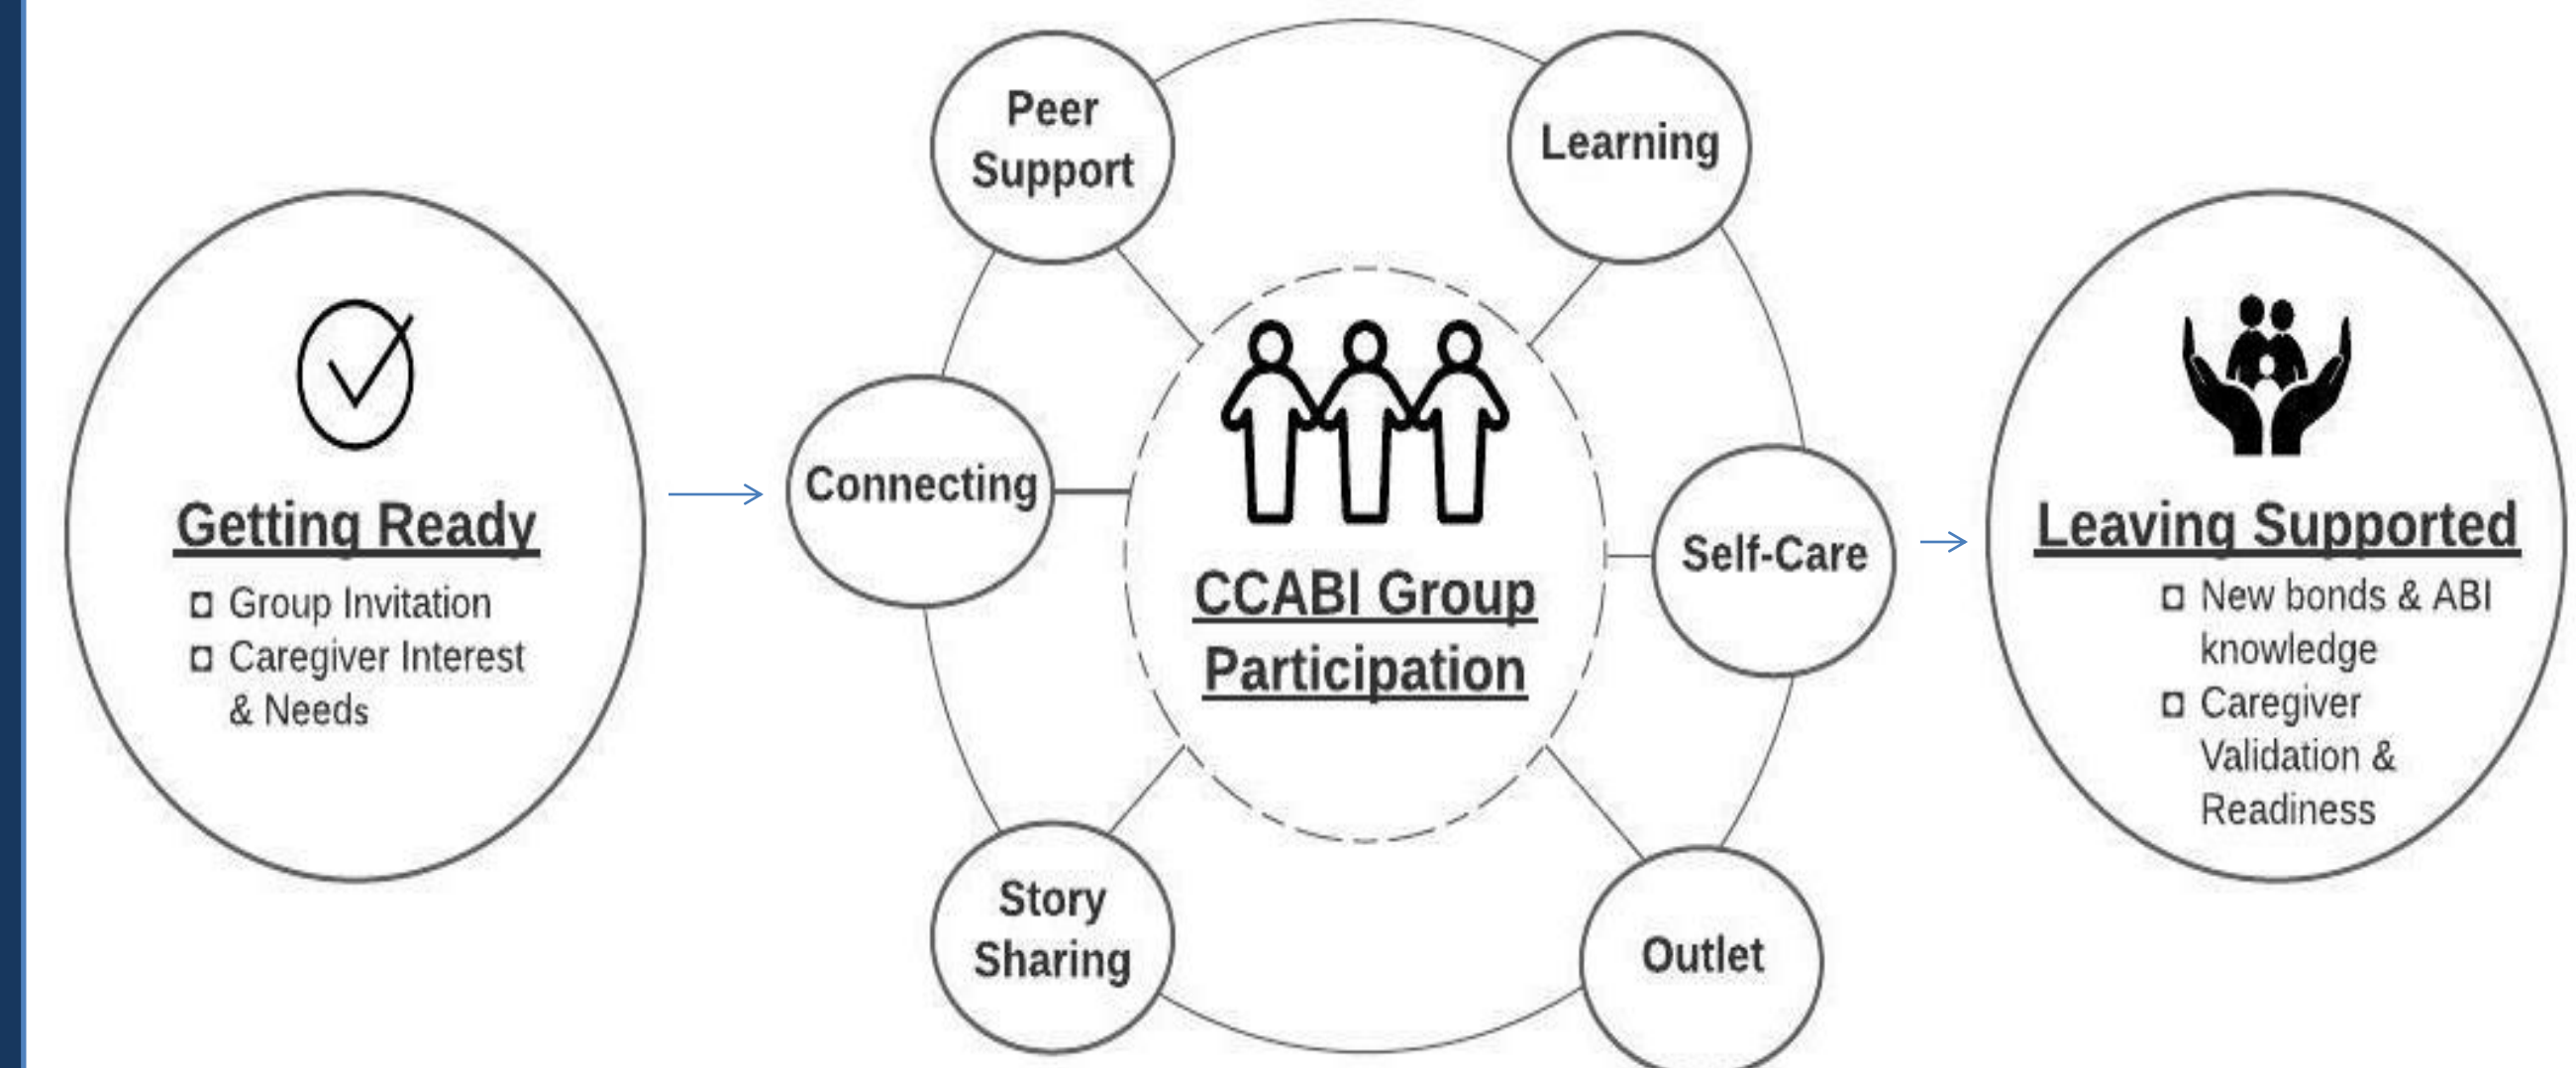 Getting Ready
Group Invitation
Caregiver Interest
& Needs
Peer
Support
Learning
Connecting
Self-Care
Story
Sharing
Outlet
CCABI Group
Participation
Leaving Supported
New bonds & ABI
knowledge
Caregiver
Validation &
Readiness